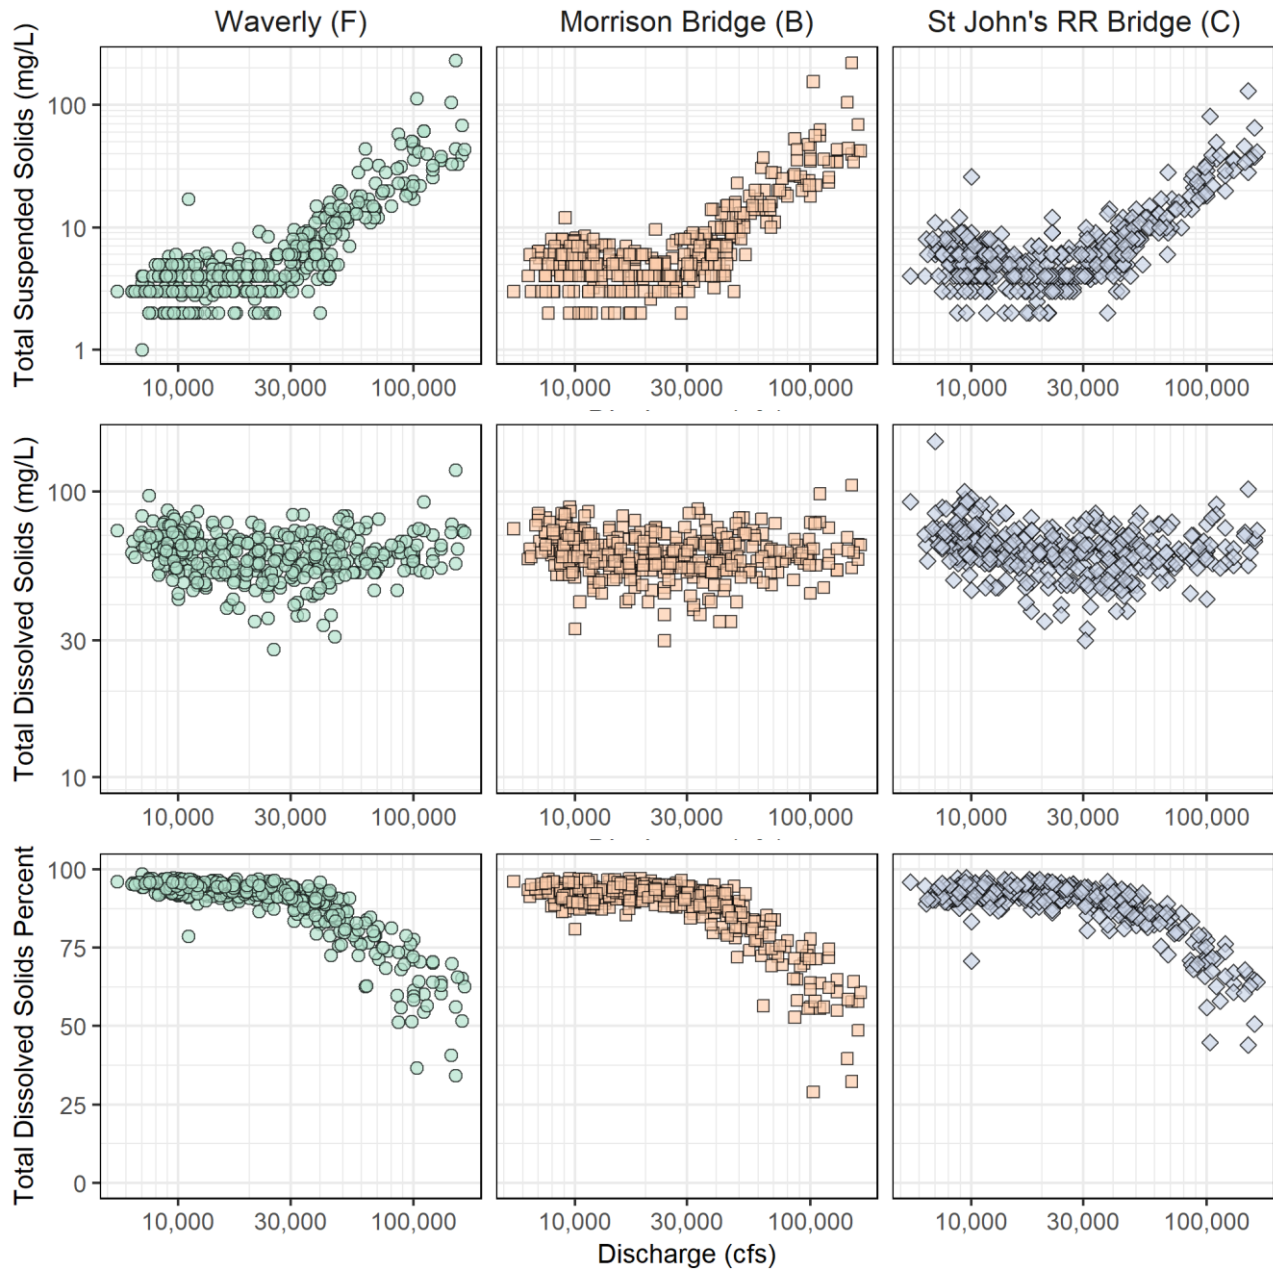 Waverly (F) Morrison Bridge (B) St John's RR Bridge (C)
Total Suspended Solids (mg/L)
100
10
1
10,000 30,000 100,000 10,000 30,000 100,000 10,000 30,000 100,000
Total Dissolved Solids (mg/L)
100
30
10
10,000 30,000 100,000 10,000 30,000 100,000 10,000 30,000 100,000
Total Dissolved Solids Percent
100
75
50
25
0
10,000 30,000 100,000 10,000 30,000 100,000 10,000 30,000 100,000
Discharge (cfs)